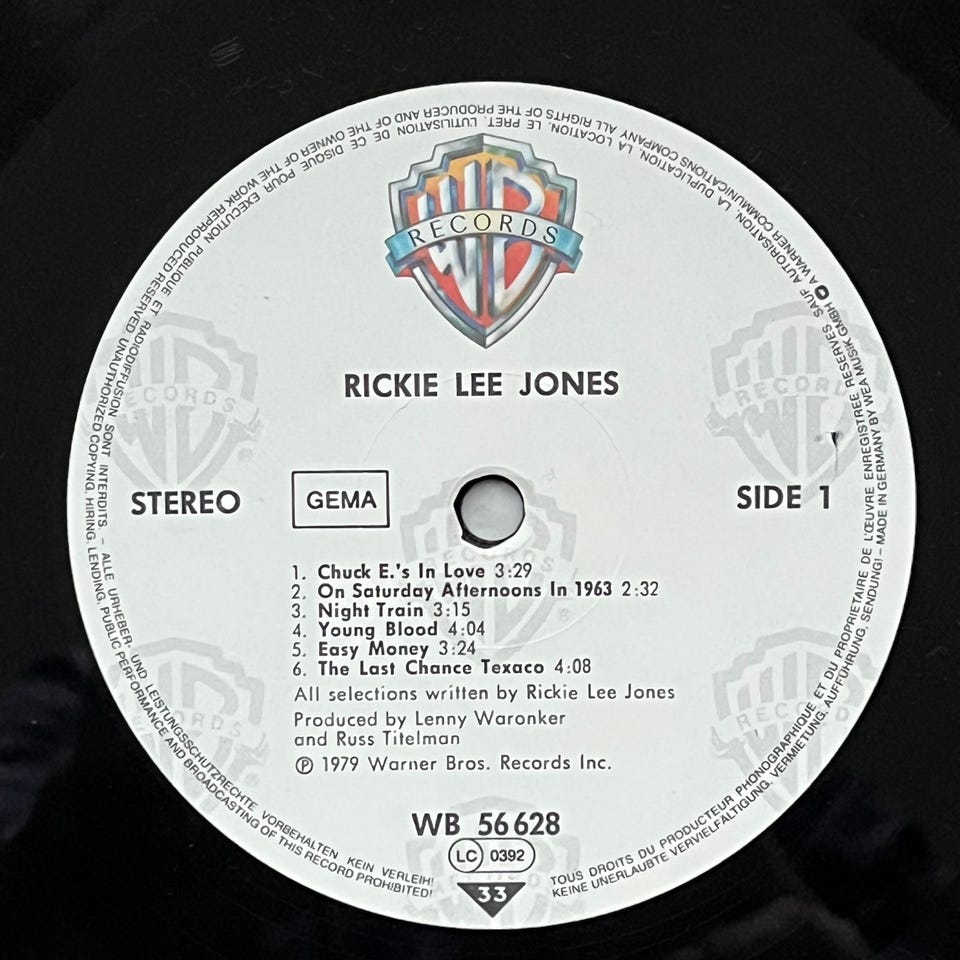 WB
RECORDS
RICKIE LEE JONES
STEREO
GEMA
SIDE 1
1. Chuck E.'s In Love 3:29
2. On Saturday Afternoons In 1963 2:32
3. Night Train 3:15
4. Young Blood 4:04
5. Easy Money 3:24
6. The Last Chance Texaco 4:08
All selections written by Rickie Lee Jones
Produced by Lenny Waronker
and Russ Titelman
Ⓟ 1979 Warner Bros. Records Inc.
WB 56 628
LC 0392
33
ALLE URHEBER- UND LEISTUNGSSCHUTZRECHTE VORBEHALTEN KEIN VERLEIH!
KEINE UNERLAUBTE VERVIELFÄLTIGUNG, VERMIETUNG, AUFFÜHRUNG, SENDUNG! – MADE IN GERMANY BY WEA MUSIK GMBH A WARNER COMMUNICATIONS COMPANY ALL RIGHTS OF THE PRODUCER AND OF THE OWNER OF THE WORK REPRODUCED RESERVED UNAUTHORIZED COPYING, HIRING, LENDING, PUBLIC PERFORMANCE AND BROADCASTING OF THIS RECORD PROHIBITED!
TOUS DROITS DU PRODUCTEUR PHONOGRAPHIQUE ET DU PROPRIETAIRE DE L'ŒUVRE ENREGISTREE RESERVES SAUF AUTORISATION, LA DUPLICATION, LA LOCATION, LE PRET, L'UTILISATION DE CE DISQUE POUR EXECUTION PUBLIQUE ET RADIODIFFUSION SONT INTERDITS. –